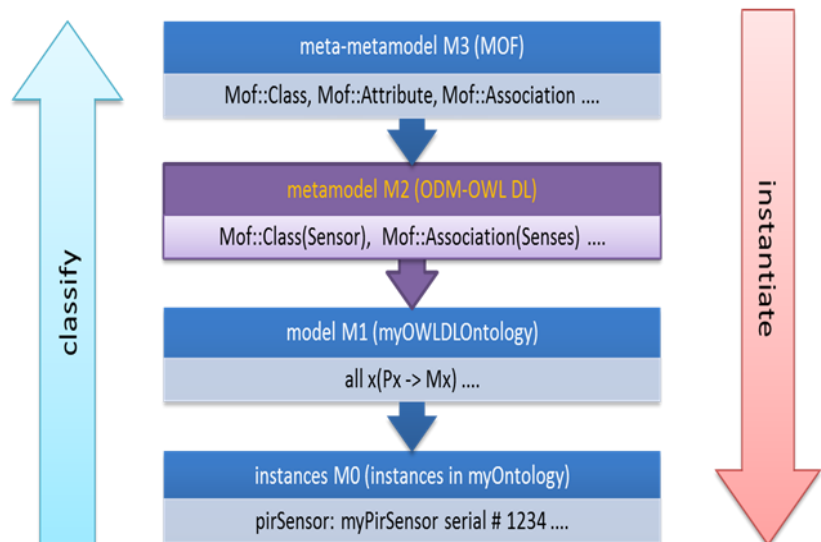 meta-metamodel M3 (MOF)
Mof::Class, Mof::Attribute, Mof::Association ....
metamodel M2 (ODM-OWL DL)
Mof::Class(Sensor), Mof::Association(Senses) ....
model M1 (myOWLDLOntology)
all x(Px -> Mx) ....
instances M0 (instances in myOntology)
pirSensor: myPirSensor serial # 1234 ....
classify
instantiate